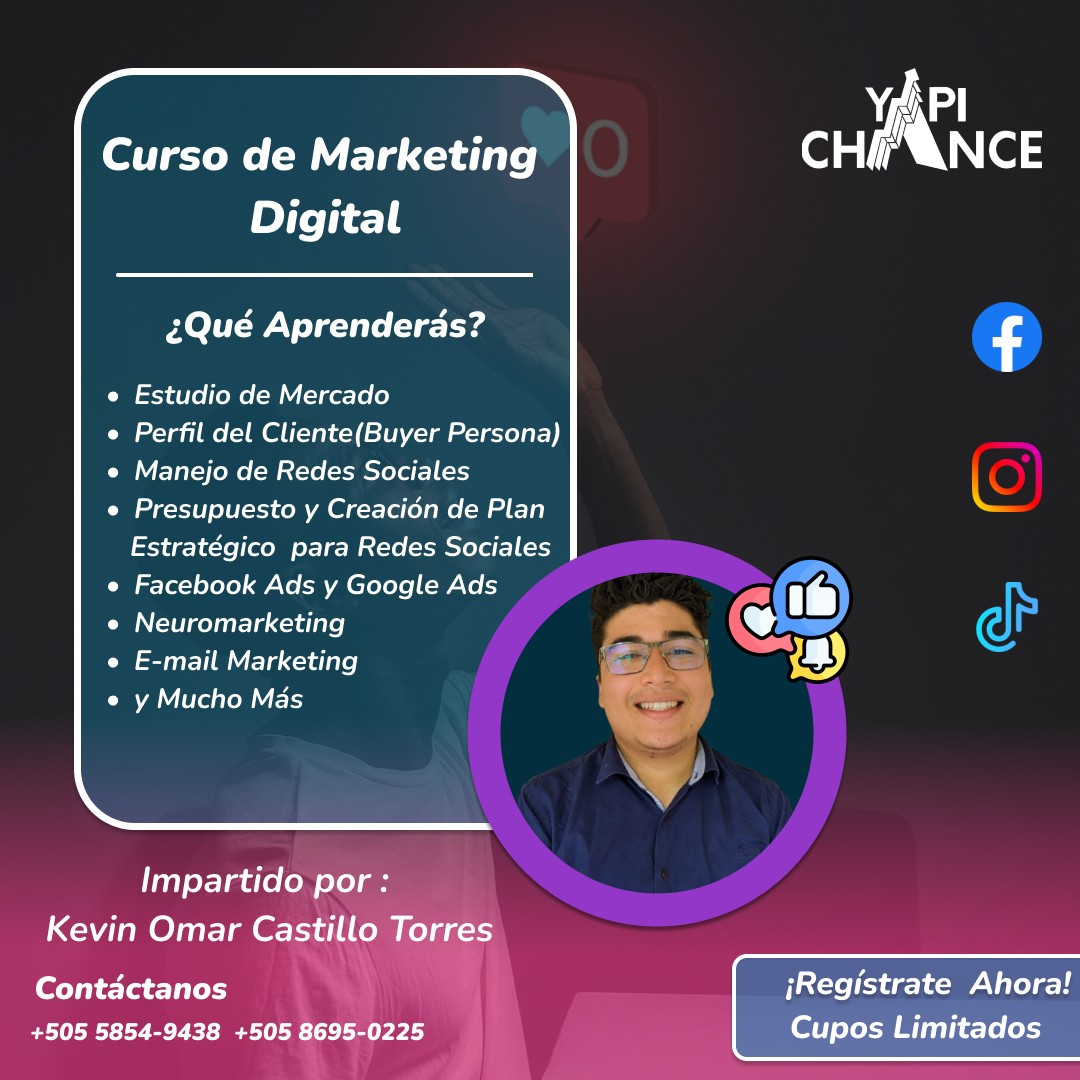 YAPI
CHANCE
0
Curso de Marketing
Digital
¿Qué Aprenderás?
• Estudio de Mercado
• Perfil del Cliente(Buyer Persona)
• Manejo de Redes Sociales
• Presupuesto y Creación de Plan
Estratégico para Redes Sociales
• Facebook Ads y Google Ads
• Neuromarketing
• E-mail Marketing
• y Mucho Más
Impartido por :
Kevin Omar Castillo Torres
Contáctanos
+505 5854-9438 +505 8695-0225
¡Regístrate Ahora!
Cupos Limitados